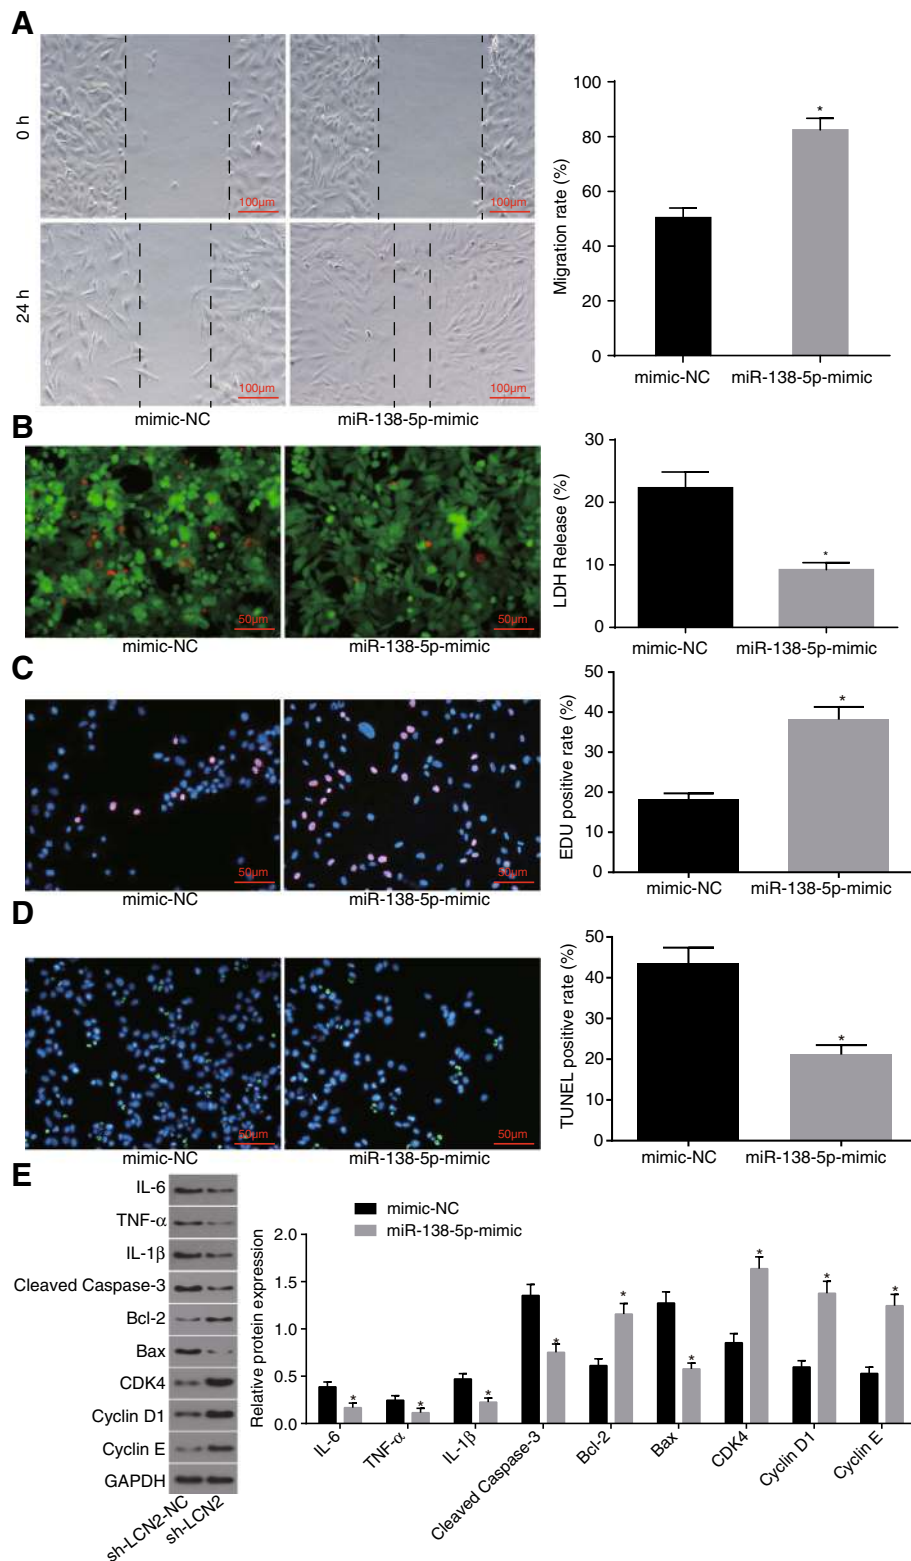 A
0 h
100μm
100μm
24 h
100μm
100μm
mimic-NC
miR-138-5p-mimic
Migration rate (%)
100
80
60
40
20
0
*
mimic-NC
miR-138-5p-mimic
B
50μm
50μm
mimic-NC
miR-138-5p-mimic
LDH Release (%)
30
20
10
0
*
mimic-NC
miR-138-5p-mimic
C
50μm
50μm
mimic-NC
miR-138-5p-mimic
EDU positive rate (%)
50
40
30
20
10
0
*
mimic-NC
miR-138-5p-mimic
D
50μm
50μm
mimic-NC
miR-138-5p-mimic
TUNEL positive rate (%)
50
40
30
20
10
0
*
mimic-NC
miR-138-5p-mimic
E
IL-6
TNF-α
IL-1β
Cleaved Caspase-3
Bcl-2
Bax
CDK4
Cyclin D1
Cyclin E
GAPDH
sh-LCN2-NC
sh-LCN2
mimic-NC
miR-138-5p-mimic
Relative protein expression
2.0
1.5
1.0
0.5
0.0
* * * * * * * * *
IL-6
TNF-α
IL-1β
Cleaved Caspase-3
Bcl-2
Bax
CDK4
Cyclin D1
Cyclin E